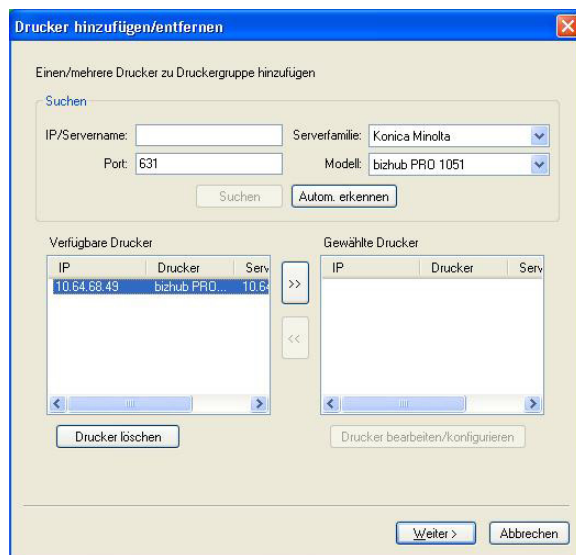 Drucker hinzufügen/entfernen
Einen/mehrere Drucker zu Druckergruppe hinzufügen
Suchen
IP/Servername: Serverfamilie: Konica Minolta
Port: 631 Modell: bizhub PRO 1051
Suchen Autom. erkennen
Verfügbare Drucker Gewählte Drucker
IP Drucker Serv IP Drucker Serv
10.64.68.49 bizhub PRO... 10.64
>>
<<
Drucker löschen Drucker bearbeiten/konfigurieren
Weiter > Abbrechen